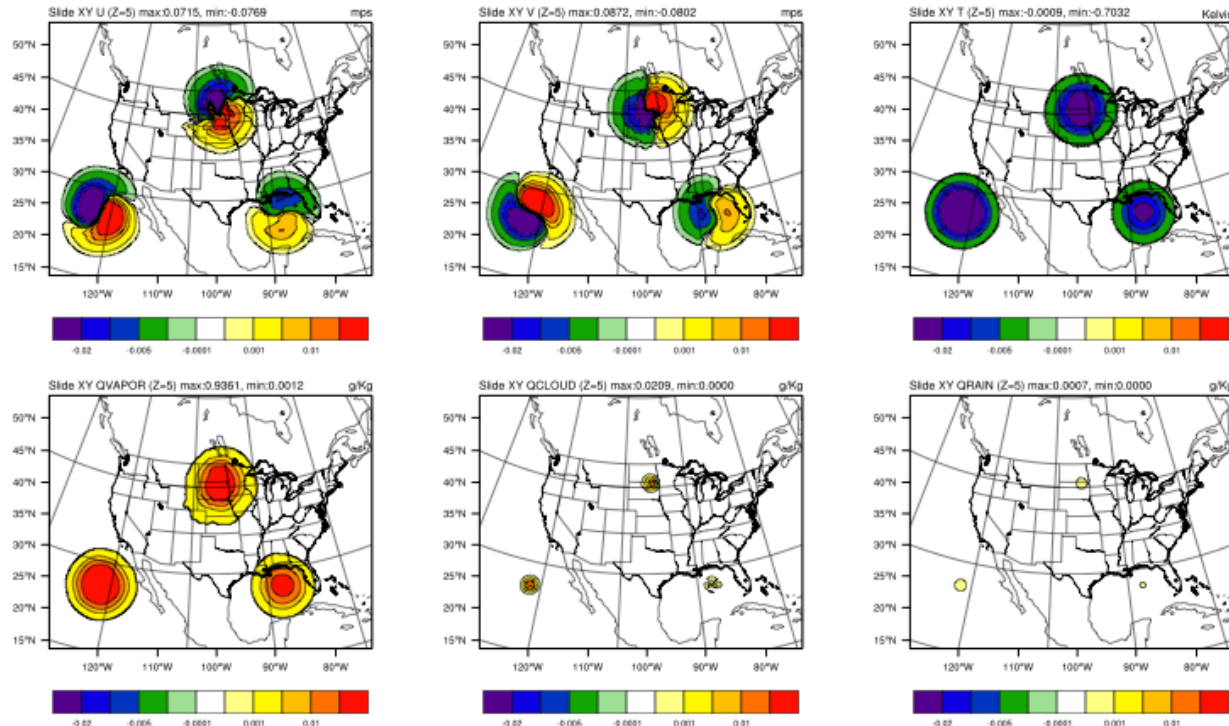 Slide XY U (Z=5) max:0.0715, min:-0.0769 mps
50°N
45°N
40°N
35°N
30°N
25°N
20°N
15°N
120°W 110°W 100°W 90°W 80°W
-0.02 -0.005 -0.0001 0.001 0.01
Slide XY V (Z=5) max:0.0872, min:-0.0802 mps
50°N
45°N
40°N
35°N
30°N
25°N
20°N
15°N
120°W 110°W 100°W 90°W 80°W
-0.02 -0.005 -0.0001 0.001 0.01
Slide XY T (Z=5) max:-0.0009, min:-0.7032 Kelvin
50°N
45°N
40°N
35°N
30°N
25°N
20°N
15°N
120°W 110°W 100°W 90°W 80°W
-0.02 -0.005 -0.0001 0.001 0.01
Slide XY QVAPOR (Z=5) max:0.9361, min:0.0012 g/Kg
50°N
45°N
40°N
35°N
30°N
25°N
20°N
15°N
120°W 110°W 100°W 90°W 80°W
-0.02 -0.005 -0.0001 0.001 0.01
Slide XY QCLOUD (Z=5) max:0.0209, min:0.0000 g/Kg
50°N
45°N
40°N
35°N
30°N
25°N
20°N
15°N
120°W 110°W 100°W 90°W 80°W
-0.02 -0.005 -0.0001 0.001 0.01
Slide XY QRAIN (Z=5) max:0.0007, min:0.0000 g/Kg
50°N
45°N
40°N
35°N
30°N
25°N
20°N
15°N
120°W 110°W 100°W 90°W 80°W
-0.02 -0.005 -0.0001 0.001 0.01